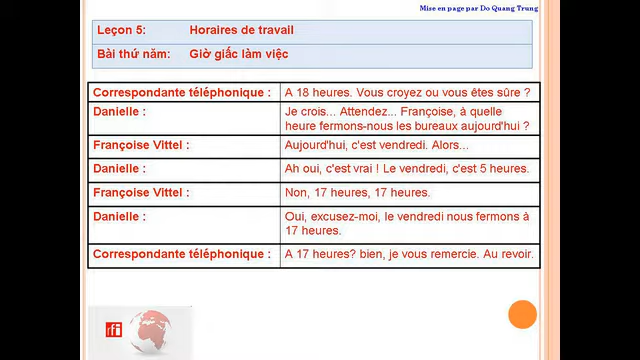 Mise en page par Do Quang Trung
Leçon 5: Horaires de travail
Bài thứ năm: Giờ giấc làm việc
Correspondante téléphonique : A 18 heures. Vous croyez ou vous êtes sûre ?
Danielle : Je crois... Attendez... Françoise, à quelle
heure fermons-nous les bureaux aujourd'hui ?
Françoise Vittel : Aujourd'hui, c'est vendredi. Alors...
Danielle : Ah oui, c'est vrai ! Le vendredi, c'est 5 heures.
Françoise Vittel : Non, 17 heures, 17 heures.
Danielle : Oui, excusez-moi, le vendredi nous fermons à
17 heures.
Correspondante téléphonique : A 17 heures? bien, je vous remercie. Au revoir.
rfi